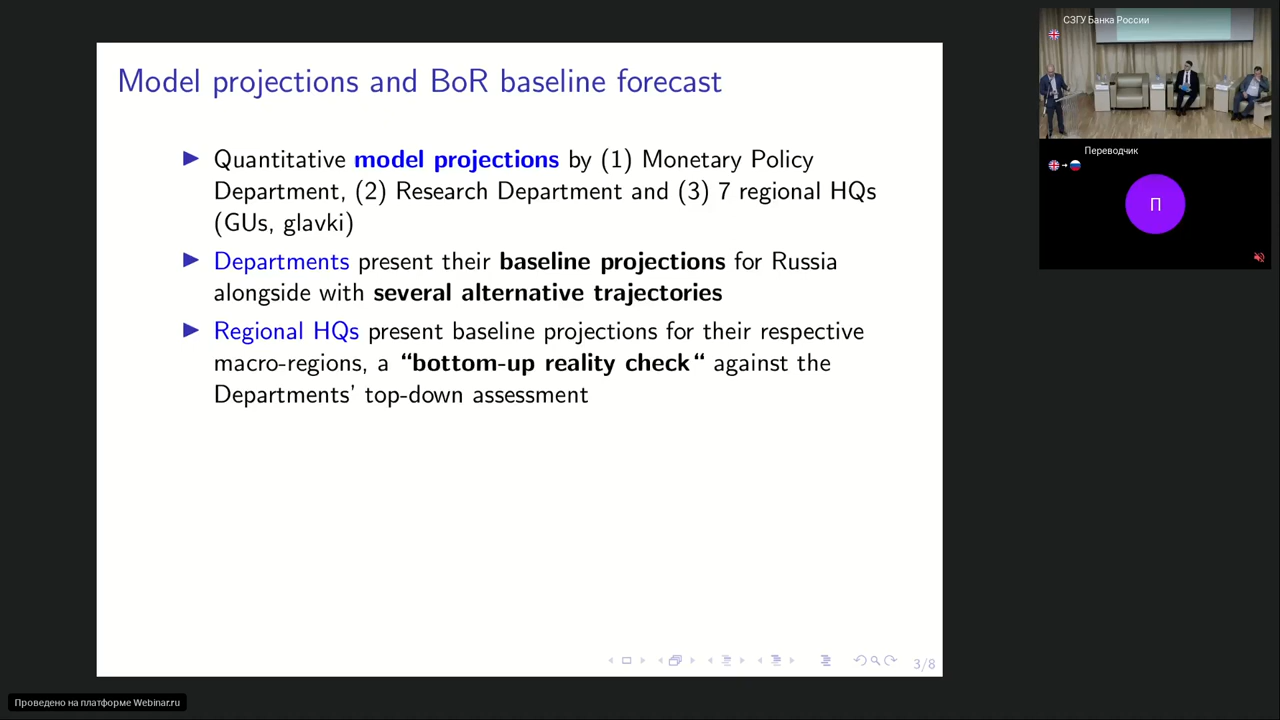 Model projections and BoR baseline forecast
Quantitative model projections by (1) Monetary Policy
Department, (2) Research Department and (3) 7 regional HQs
(GUs, glavki)
Departments present their baseline projections for Russia
alongside with several alternative trajectories
Regional HQs present baseline projections for their respective
macro-regions, a “bottom-up reality check“ against the
Departments’ top-down assessment
3/8
СЗГУ Банка России
Переводчик
П
Проведено на платформе Webinar.ru